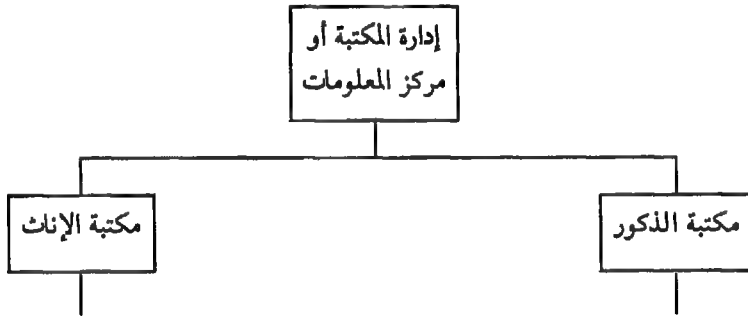 إدارة المكتبة أو
مركز المعلومات
مكتبة الذكور
مكتبة الإناث